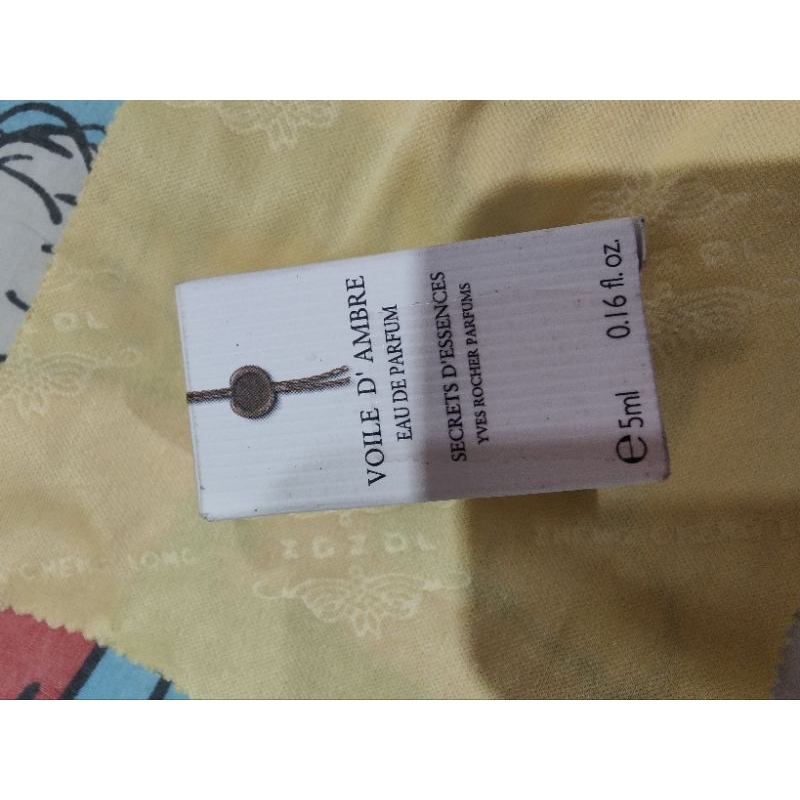 VOILE D' AMBRE
EAU DE PARFUM
SECRETS D'ESSENCES
YVES ROCHER PARFUMS
℮ 5ml 0.16 fl. oz.